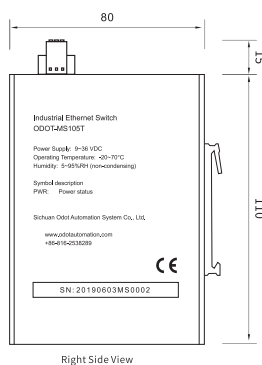 80
15
Industrial Ethernet Switch
ODOT-MS105T
Power Supply: 9~36 VDC
Operating Temperature: -20~70°C
Humidity: 5~95%RH (non-condensing)
Symbol description
PWR: Power status
110
Sichuan Odot Automation System Co., Ltd.
www.odotautomation.com
+86-816-2538289
CE
SN:20190603MS0002
Right Side View